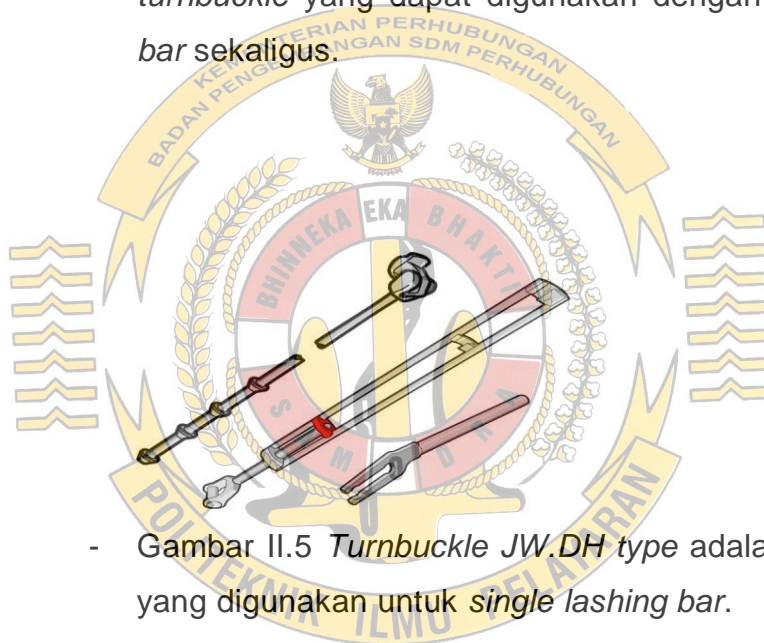 turnbuckle yang dapat digunakan dengan
bar sekaligus.
KEMENTERIAN PERHUBUNGAN
BADAN PENGEMBANGAN SDM PERHUBUNGAN
BHINNEKA EKA BHAKTI
S M D R A
- Gambar II.5 Turnbuckle JW.DH type adala
yang digunakan untuk single lashing bar.
POLITEKNIK ILMU PELAYARAN